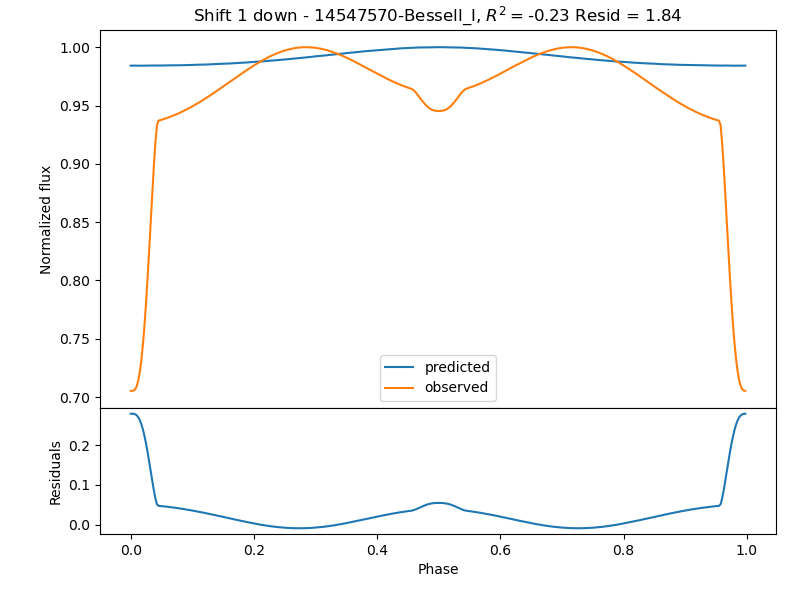 Shift 1 down - 14547570-Bessell_I, $R^2$ = -0.23 Resid = 1.84
Normalized flux
1.00
0.95
0.90
0.85
0.80
0.75
0.70
predicted
observed
Residuals
0.2
0.1
0.0
0.0 0.2 0.4 0.6 0.8 1.0
Phase